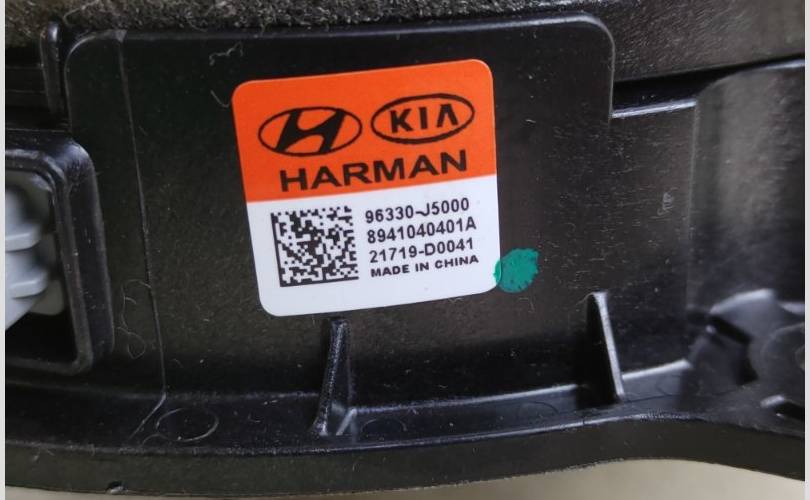 KIA
HARMAN
96330-J5000
8941040401A
21719-D0041
MADE IN CHINA